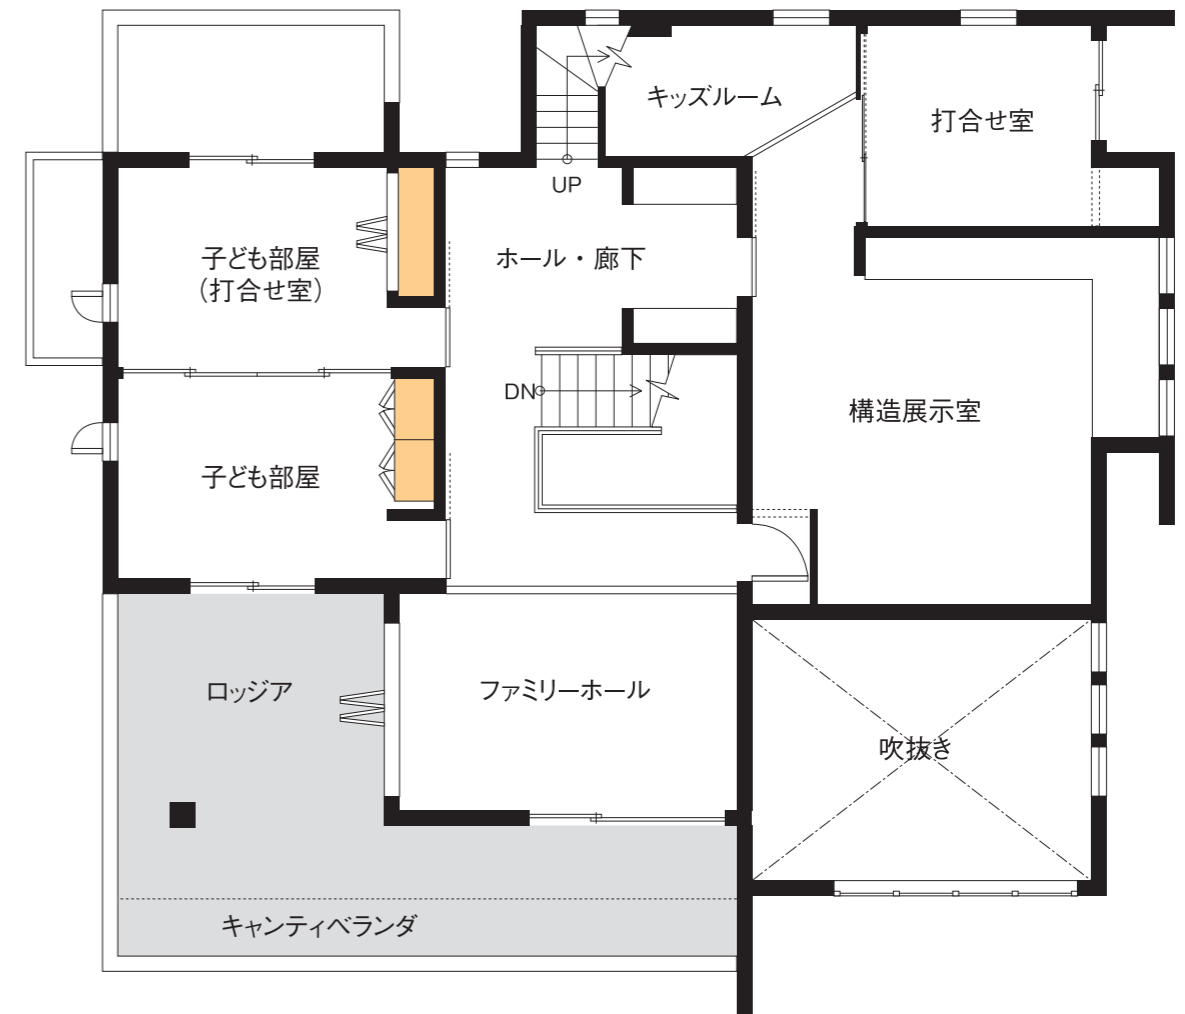 キッズルーム
打合せ室
UP
子ども部屋
（打合せ室）
ホール・廊下
DN
構造展示室
子ども部屋
ロッジア
ファミリーホール
吹抜き
キャンティベランダ